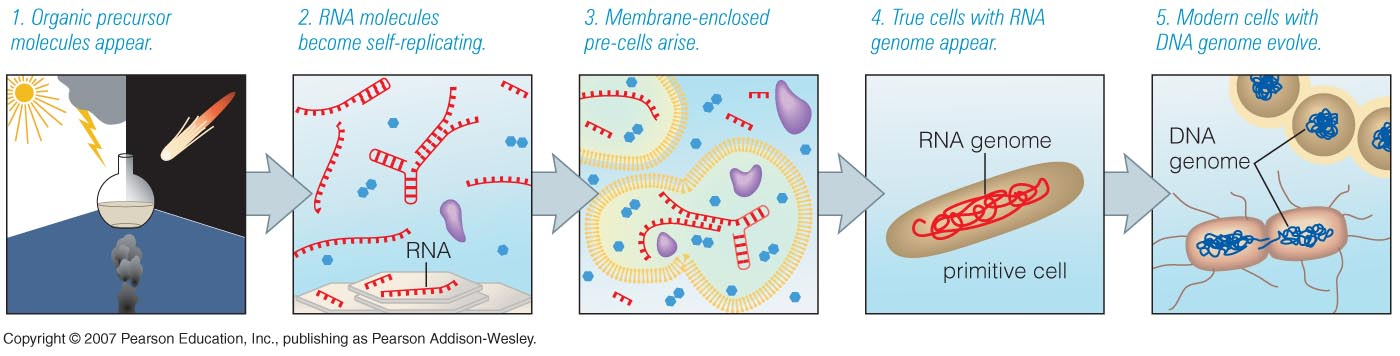 1. Organic precursor
molecules appear.
2. RNA molecules
become self-replicating.
3. Membrane-enclosed
pre-cells arise.
4. True cells with RNA
genome appear.
5. Modern cells with
DNA genome evolve.
RNA
RNA genome
primitive cell
DNA
genome
Copyright © 2007 Pearson Education, Inc., publishing as Pearson Addison-Wesley.